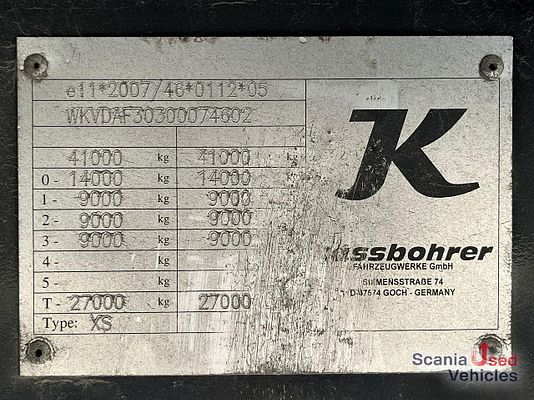 e11*2007/46*0112*05
WKVDAF30300074602
41000 kg 41000
0- 14000 kg 14000
1- 9000 kg 9000
2- 9000 kg 9000
3- 9000 kg 9000
4- kg
5- kg
T- 27000 kg 27000
Type: XS
K
FAHRZEUGWERKE GmbH
SIEMENSSTRAßE 74
D-47574 GOCH - GERMANY
Scania Used
Vehicles